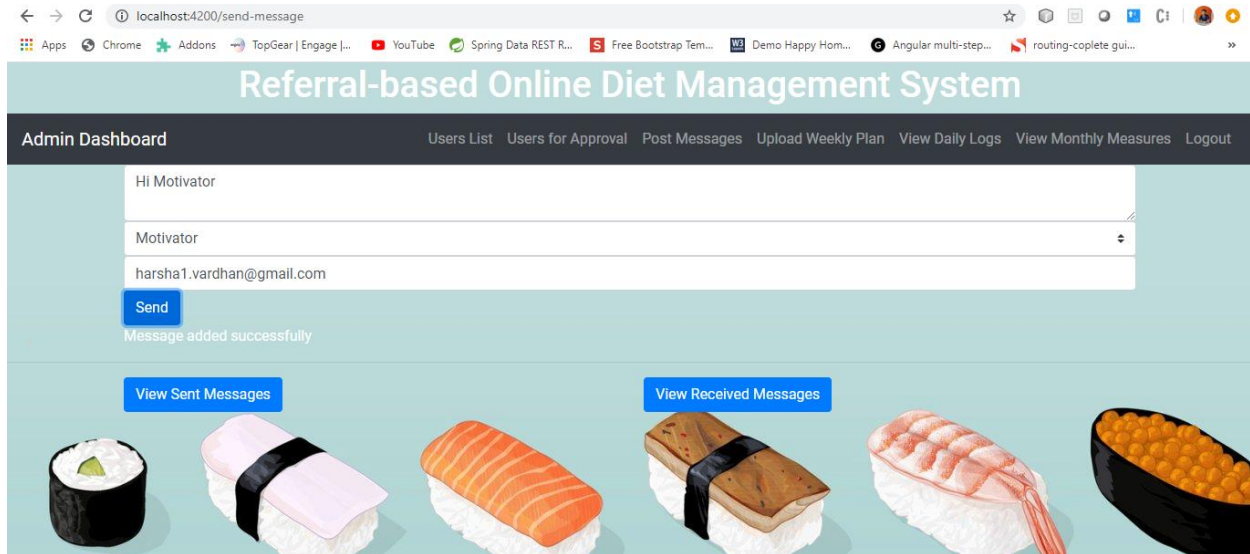 localhost:4200/send-message
Apps Chrome Addons TopGear | Engage |... YouTube Spring Data REST R... S Free Bootstrap Tem... W3 Demo Happy Hom... G Angular multi-step... routing-coplete gui... »
Referral-based Online Diet Management System
Admin Dashboard Users List Users for Approval Post Messages Upload Weekly Plan View Daily Logs View Monthly Measures Logout
Hi Motivator
Motivator
harsha1.vardhan@gmail.com
Send
Message added successfully
View Sent Messages View Received Messages